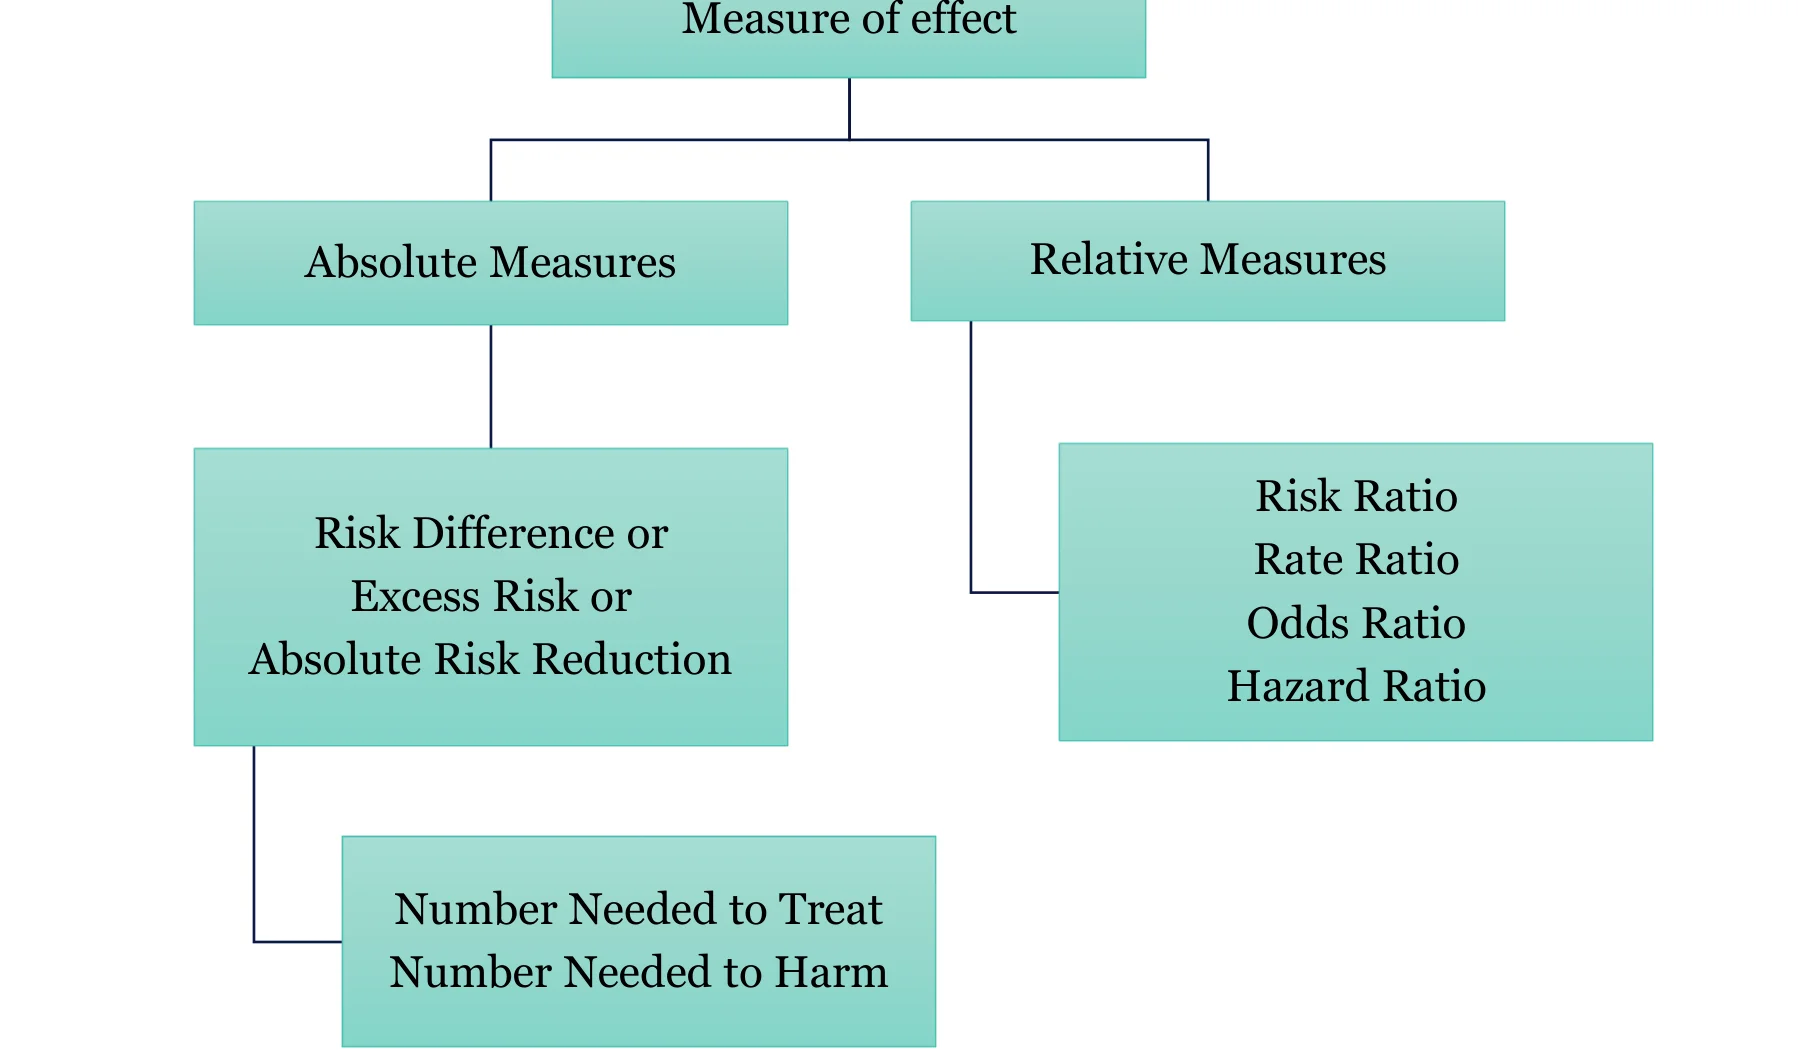 Measure of effect
Absolute Measures
Relative Measures
Risk Difference or
Excess Risk or
Absolute Risk Reduction
Risk Ratio
Rate Ratio
Odds Ratio
Hazard Ratio
Number Needed to Treat
Number Needed to Harm